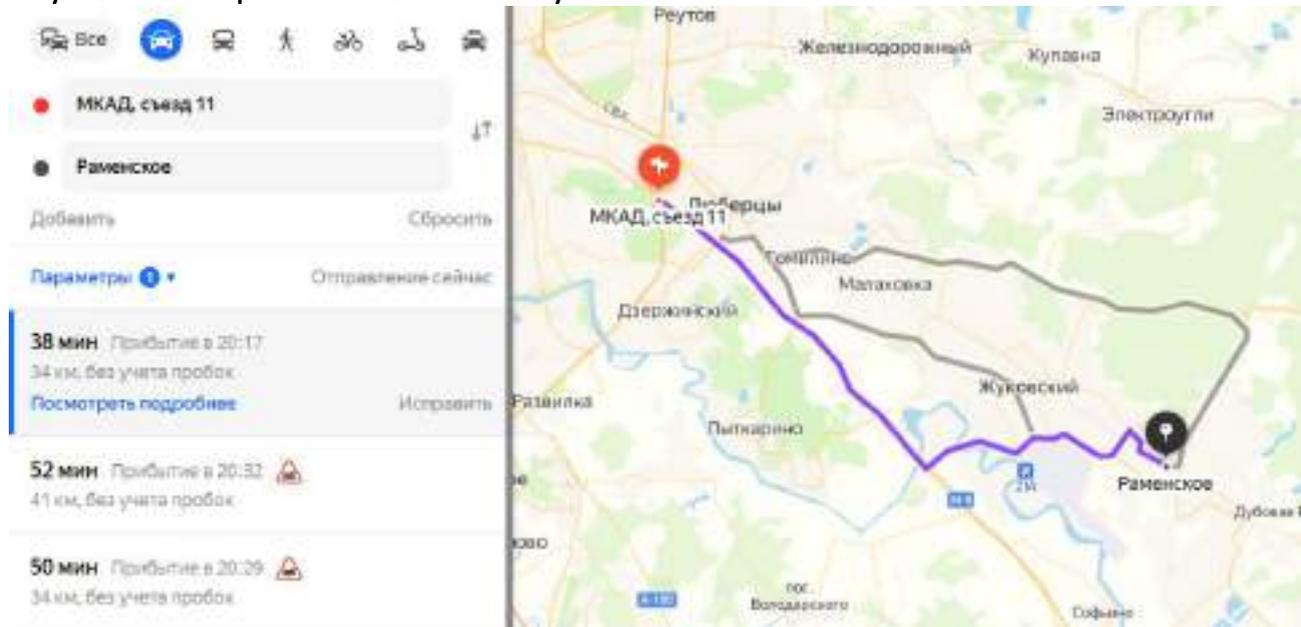 Все
МКАД, съезд 11
Раменское
Добавить
Сбросить
Параметры 1
Отправление сейчас
38 мин Прибытие в 20:17
34 км, без учета пробок
Посмотреть подробнее
Исправить
52 мин Прибытие в 20:32
41 км, без учета пробок
50 мин Прибытие в 20:29
34 км, без учета пробок
Реутов
Железнодорожный
Купавна
Электроугли
Люберцы
МКАД, съезд 11
Томилино
Малаховка
Дзержинский
Жуковский
Развилка
Лыткарино
Раменское
Дубовая
пос.
Володарского
Софьино